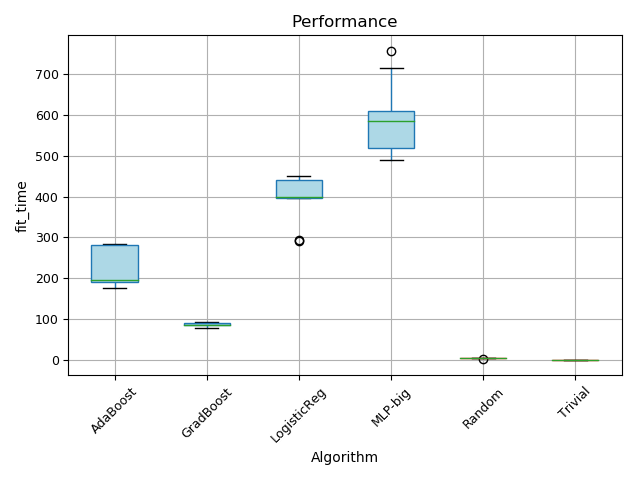 Performance
fit_time
700
600
500
400
300
200
100
0
AdaBoost
GradBoost
LogisticReg
MLP-big
Random
Trivial
Algorithm